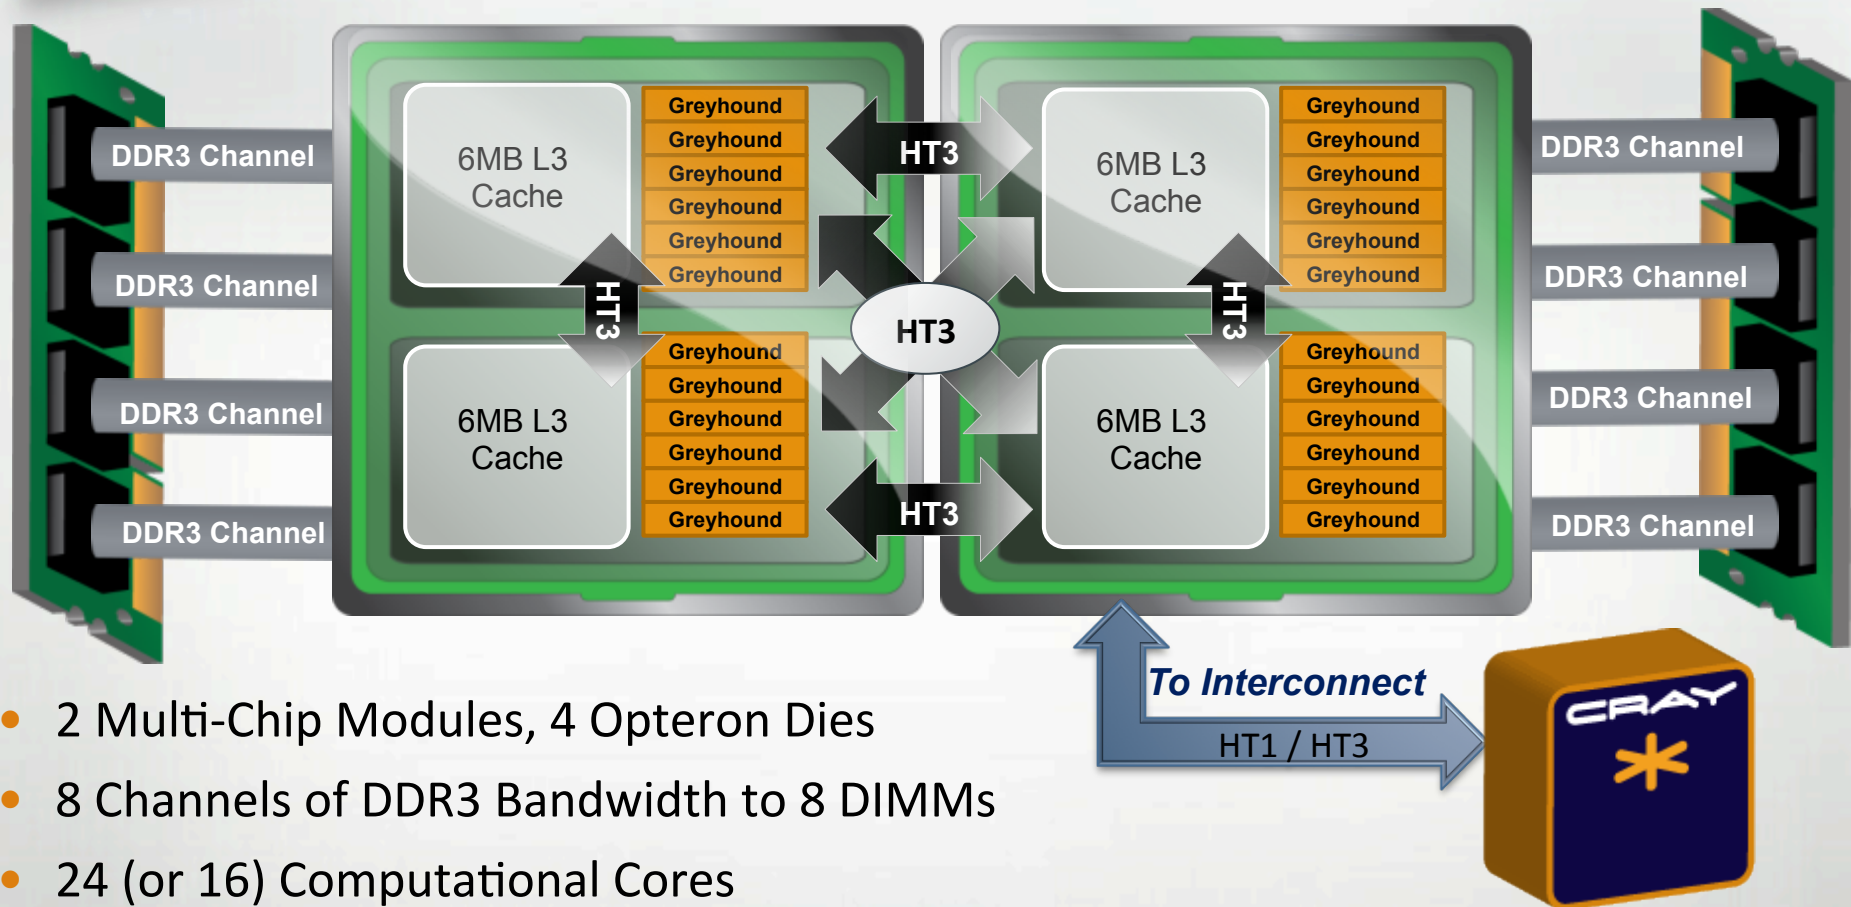 DDR3 Channel
DDR3 Channel
DDR3 Channel
DDR3 Channel
6MB L3
Cache
Greyhound
Greyhound
Greyhound
Greyhound
Greyhound
Greyhound
HT3
6MB L3
Cache
Greyhound
Greyhound
Greyhound
Greyhound
Greyhound
Greyhound
HT3
HT3
HT3
6MB L3
Cache
Greyhound
Greyhound
Greyhound
Greyhound
Greyhound
Greyhound
HT3
6MB L3
Cache
Greyhound
Greyhound
Greyhound
Greyhound
Greyhound
Greyhound
DDR3 Channel
DDR3 Channel
DDR3 Channel
DDR3 Channel
To Interconnect
HT1 / HT3
CRAY
• 2 Multi-Chip Modules, 4 Opteron Dies
• 8 Channels of DDR3 Bandwidth to 8 DIMMs
• 24 (or 16) Computational Cores